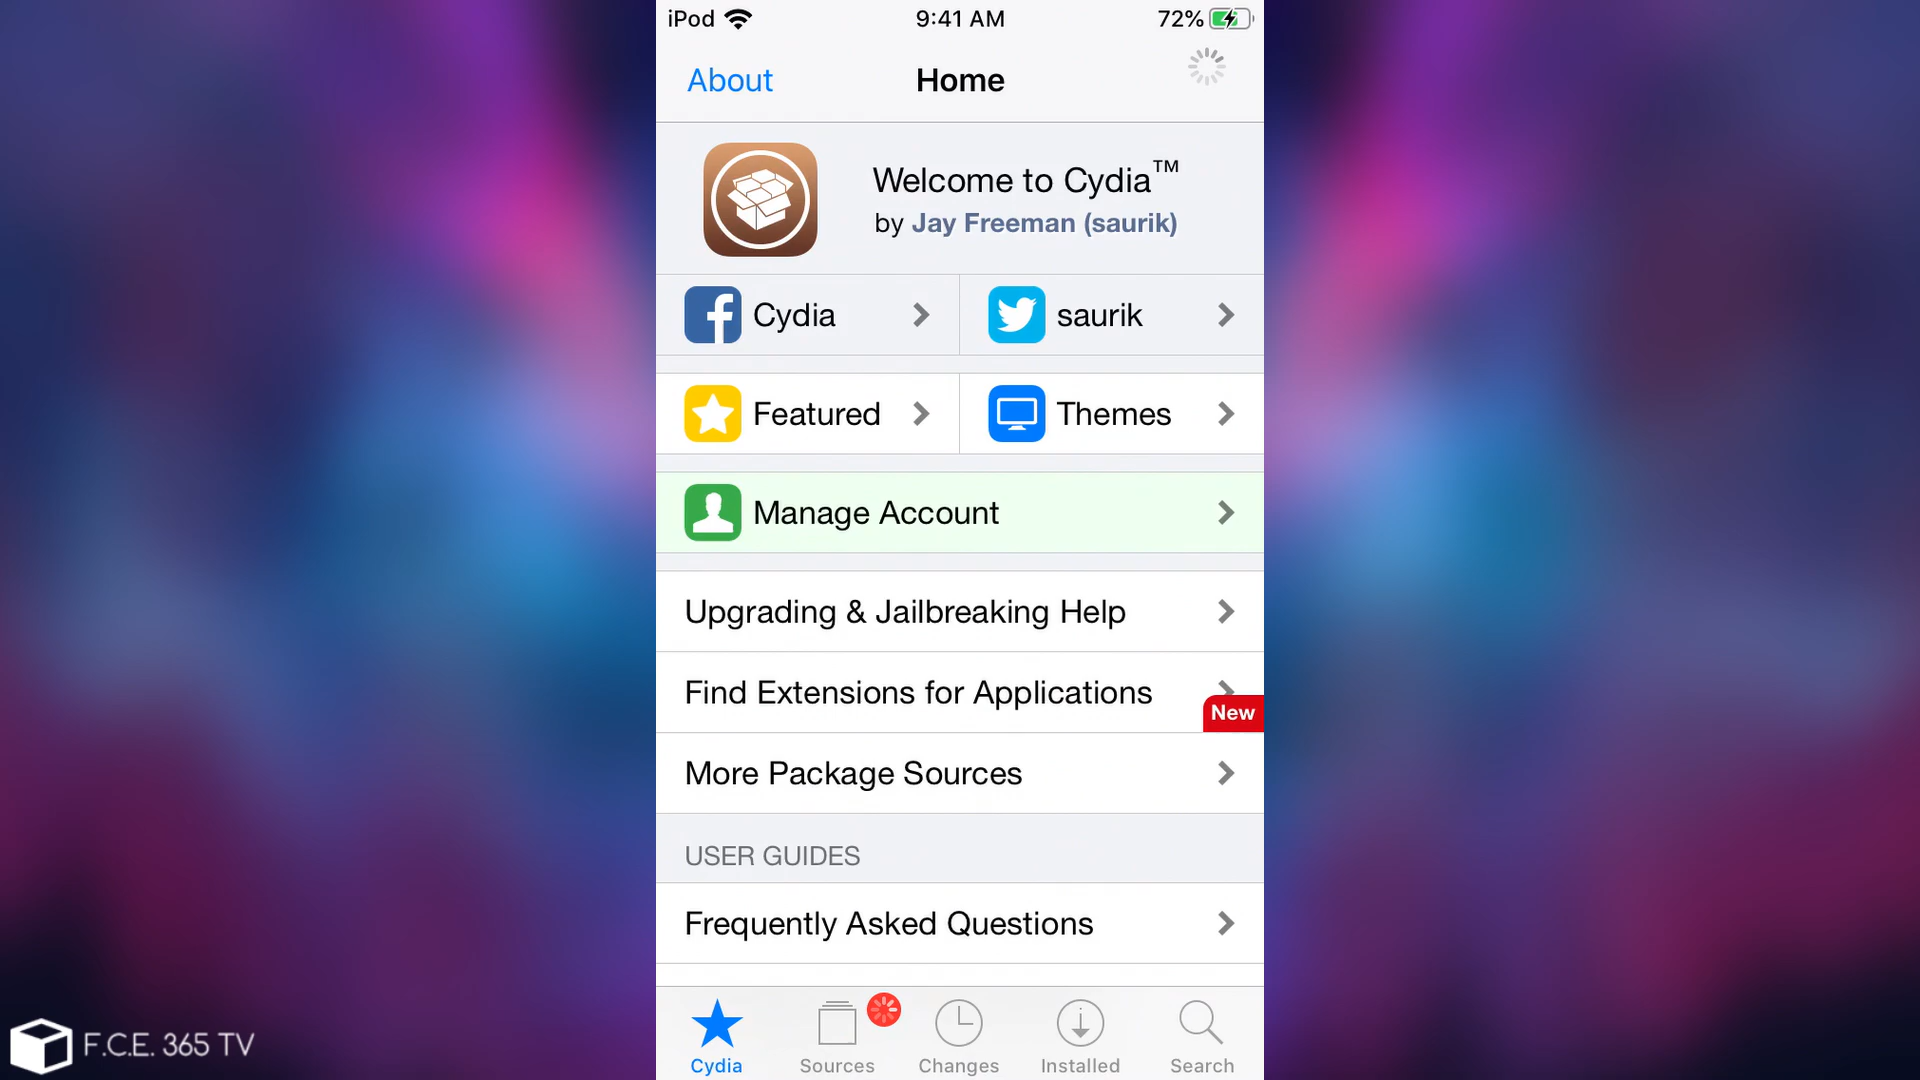 iPod 9:41 AM 72%
About Home
Welcome to Cydia™
by Jay Freeman (saurik)
Cydia saurik
Featured Themes
Manage Account
Upgrading & Jailbreaking Help
Find Extensions for Applications
New
More Package Sources
USER GUIDES
Frequently Asked Questions
Cydia Sources Changes Installed Search
F.C.E. 365 TV